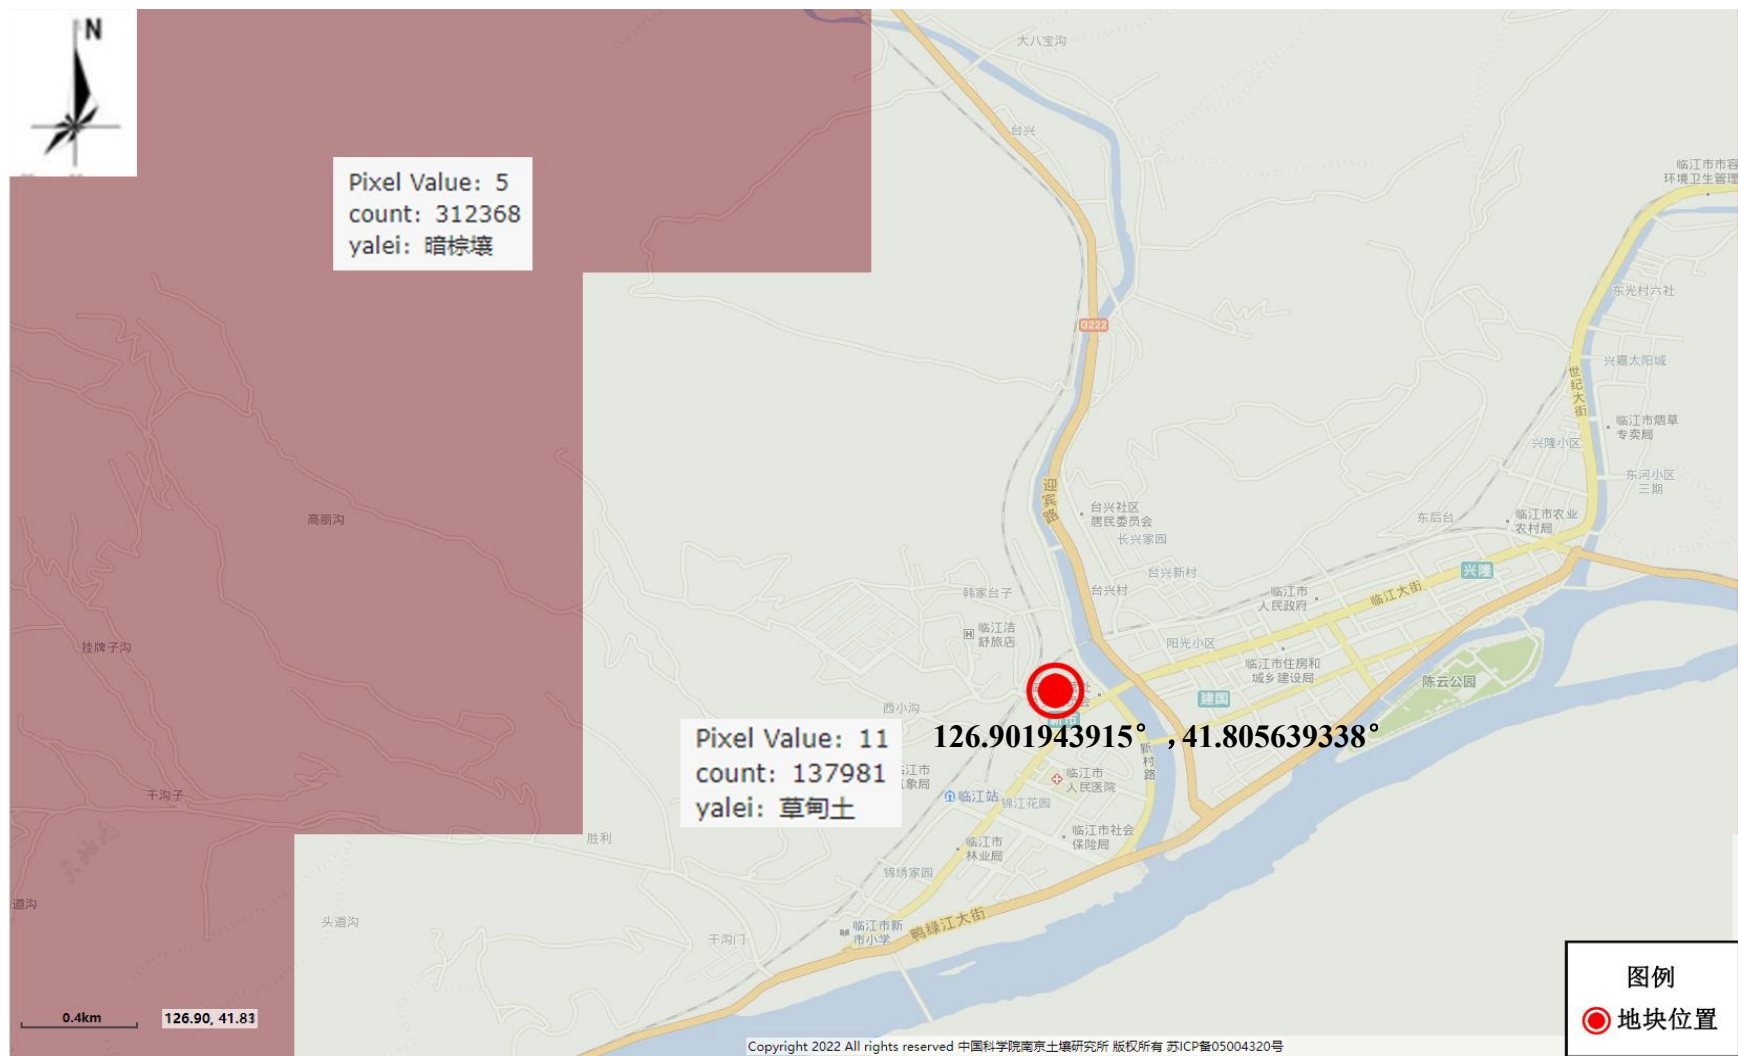 N
大八宝沟
台兴
临江市市容
环境卫生管理
Pixel Value: 5
count: 312368
yalei: 暗棕壤
东光村六社
G222
兴嘉太阳城
世纪大街
临江市烟草
专卖局
兴隆小区
东河小区
三期
迎宾路
台兴社区
居民委员会
长兴家园
东后台
临江市农业
农村局
高丽沟
台兴新村
兴隆
韩家台子
台兴村
临江市
人民政府
临江大街
临江洁
舒旅店
阳光小区
挂牌子沟
临江市住房和
城乡建设局
陈云公园
建国
西小沟
新市
126.901943915°,41.805639338°
Pixel Value: 11
count: 137981
yalei: 草甸土
新村路
临江市
人民医院
干沟子
临江站
锦江花园
胜利
临江市社会
保险局
临江市
林业局
锦绣家园
道沟
头道沟
临江市新
市小学
鸭绿江大街
干沟门
图例
地块位置
0.4km
126.90, 41.83
Copyright 2022 All rights reserved 中国科学院南京土壤研究所 版权所有 苏ICP备05004320号